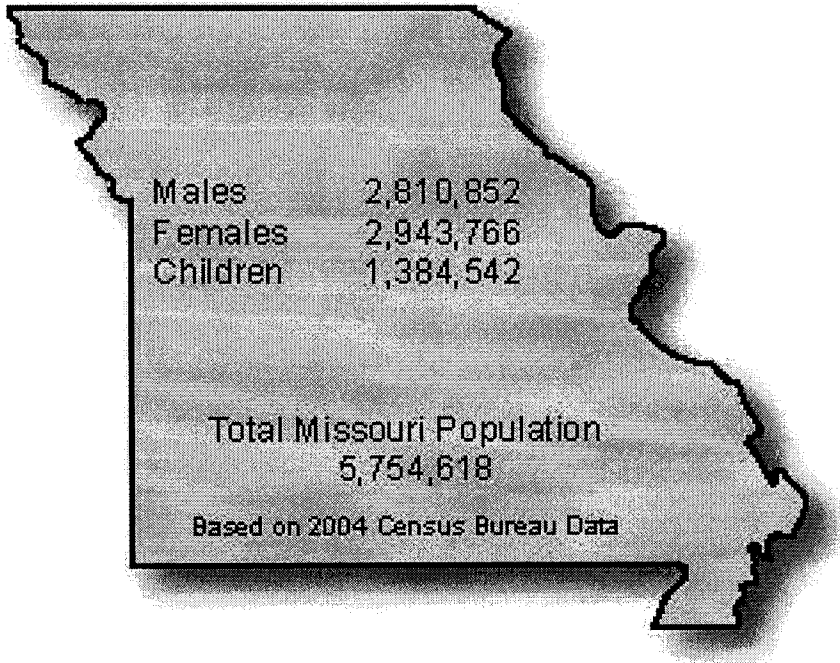 Males 2,810,852
Females 2,943,766
Children 1,384,542
Total Missouri Population
5,754,618
Based on 2004 Census Bureau Data